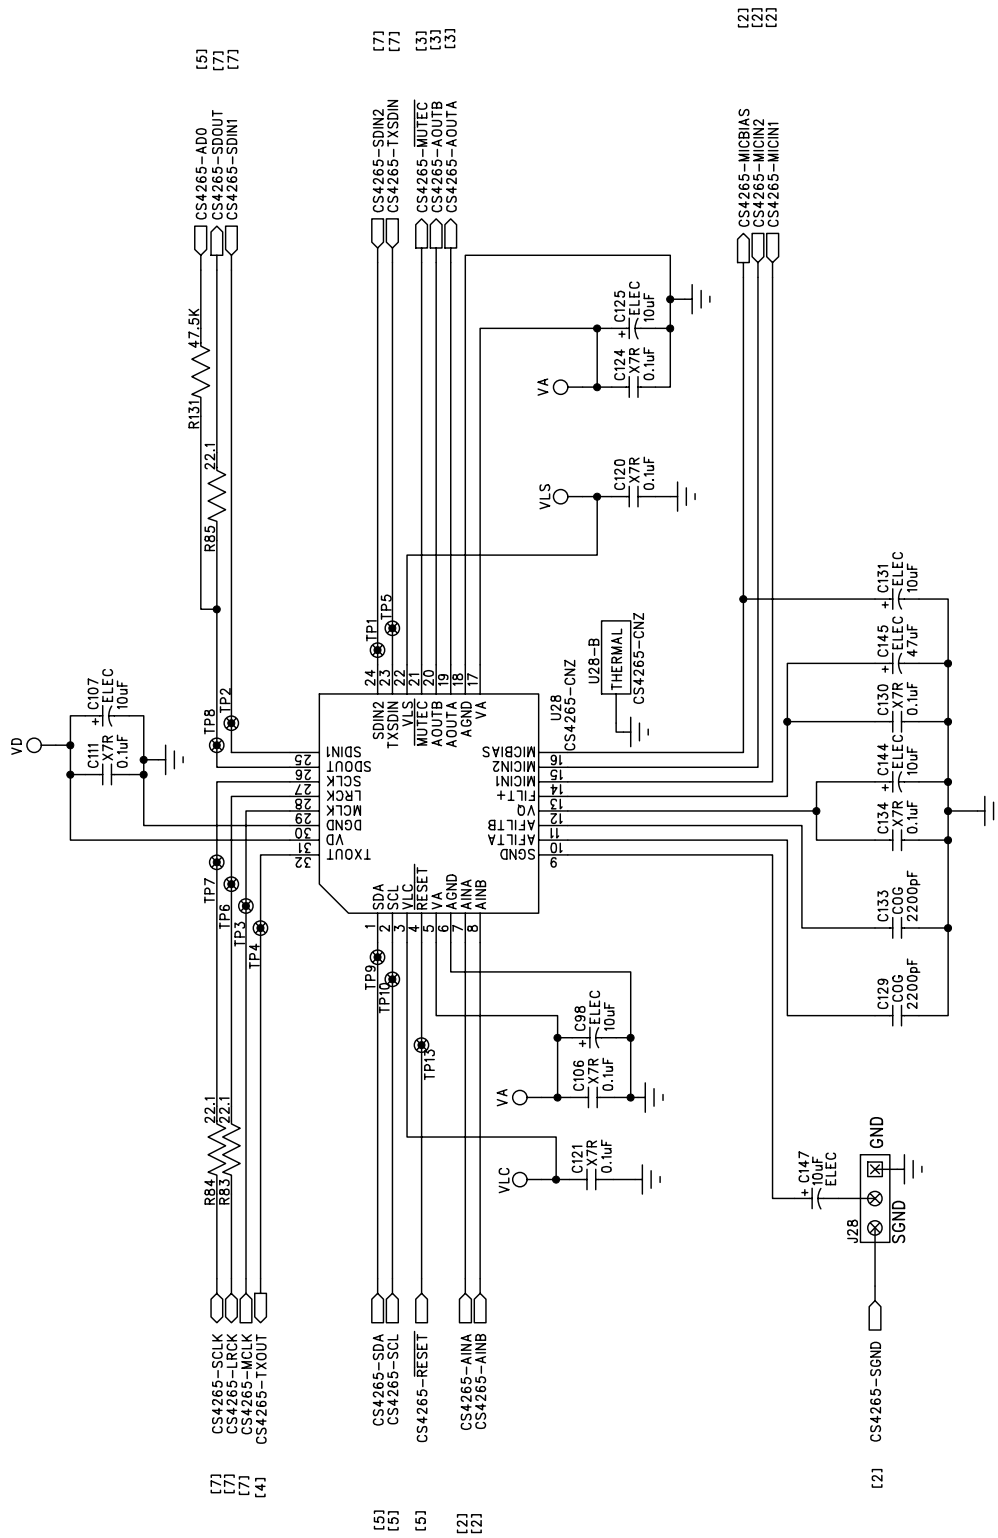 VD
C111
X7R
0.1uF
C107
ELEC
10uF
+
[5]
[7]
[7]
CS4265-AD0
CS4265-SDOUT
CS4265-SDIN1
R131
47.5K
R85
22.1
TP8
TP2
TP7
TP6
TP3
TP4
R84
22.1
R83
22.1
CS4265-SCLK
CS4265-LRCK
CS4265-MCLK
CS4265-TXOUT
[7]
[7]
[7]
[4]
[7]
[7]
[3]
[3]
[3]
CS4265-SDIN2
CS4265-TXSDIN
CS4265-MUTEC
CS4265-AOUTB
CS4265-AOUTA
TP1
TP5
24
23
22
21
20
19
18
17
SDIN2
TXSDIN
VLS
MUTEC
AOUTB
AOUTA
AGND
VA
25
26
27
28
29
30
31
32
SDIN1
SDOUT
SCLK
LRCK
MCLK
DGND
VD
TXOUT
SDA
SCL
VLC
RESET
VA
AGND
AINA
AINB
1
2
3
4
5
6
7
8
MICBIAS
MICIN2
MICIN1
FILT+
VQ
AFILTB
AFILTA
SGND
16
15
14
13
12
11
10
9
U28
CS4265-CNZ
U28-B
THERMAL
CS4265-CNZ
VLS
C120
X7R
0.1uF
VA
C124
X7R
0.1uF
C125
ELEC
10uF
+
TP9
TP10
TP13
CS4265-SDA
CS4265-SCL
CS4265-RESET
CS4265-AINA
CS4265-AINB
[5]
[5]
[5]
[2]
[2]
VLC
C121
X7R
0.1uF
VA
C106
X7R
0.1uF
C98
ELEC
10uF
+
[2]
[2]
[2]
CS4265-MICBIAS
CS4265-MICIN2
CS4265-MICIN1
C129
COG
2200pF
C133
COG
2200pF
C134
X7R
0.1uF
C144
ELEC
10uF
+
C130
X7R
0.1uF
C145
ELEC
47uF
+
C131
ELEC
10uF
+
C147
10uF
ELEC
+
J28
SGND
GND
CS4265-SGND
[2]